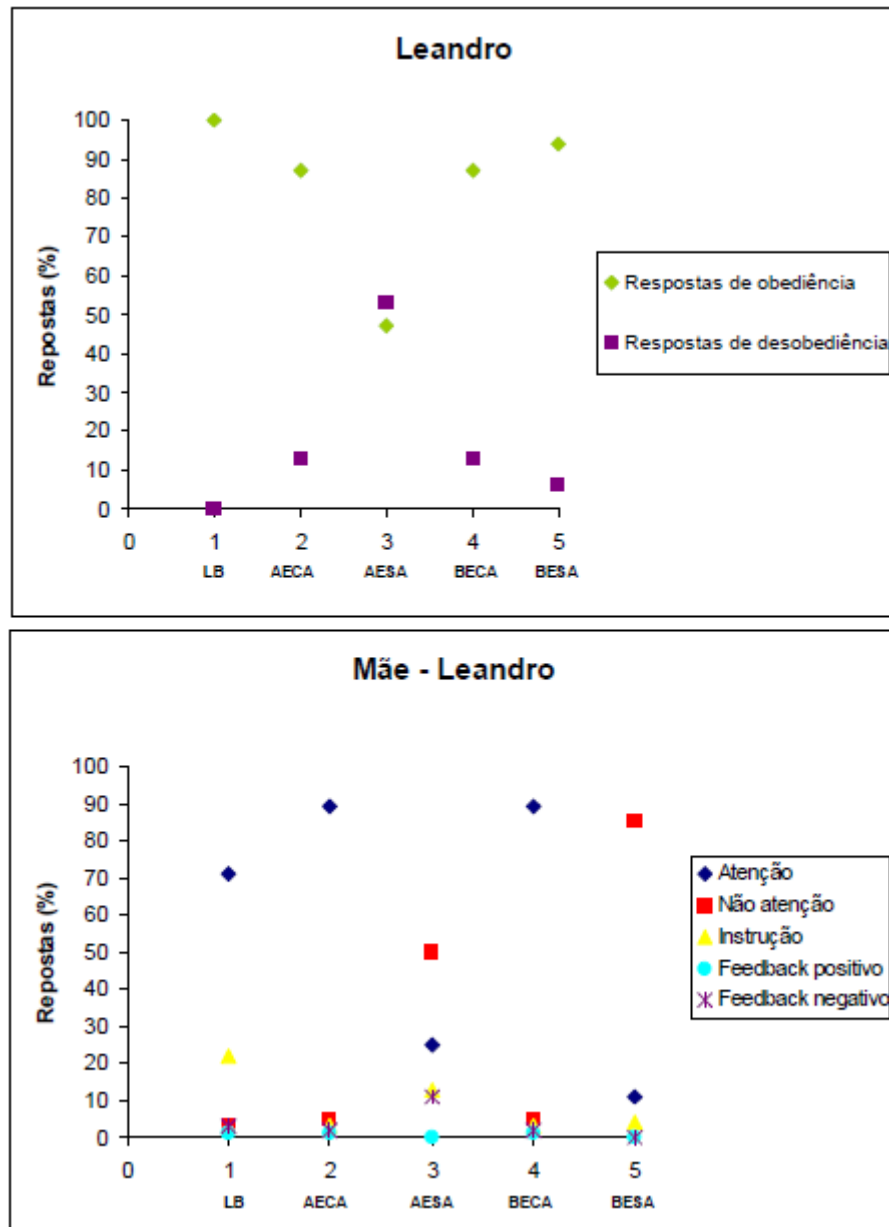 Leandro
Repostas (%)
100
90
80
70
60
50
40
30
20
10
0
0 1 2 3 4 5
LB AECA AESA BECA BESA
Respostas de obediência
Respostas de desobediência
Mãe - Leandro
Repostas (%)
100
90
80
70
60
50
40
30
20
10
0
0 1 2 3 4 5
LB AECA AESA BECA BESA
Atenção
Não atenção
Instrução
Feedback positivo
Feedback negativo